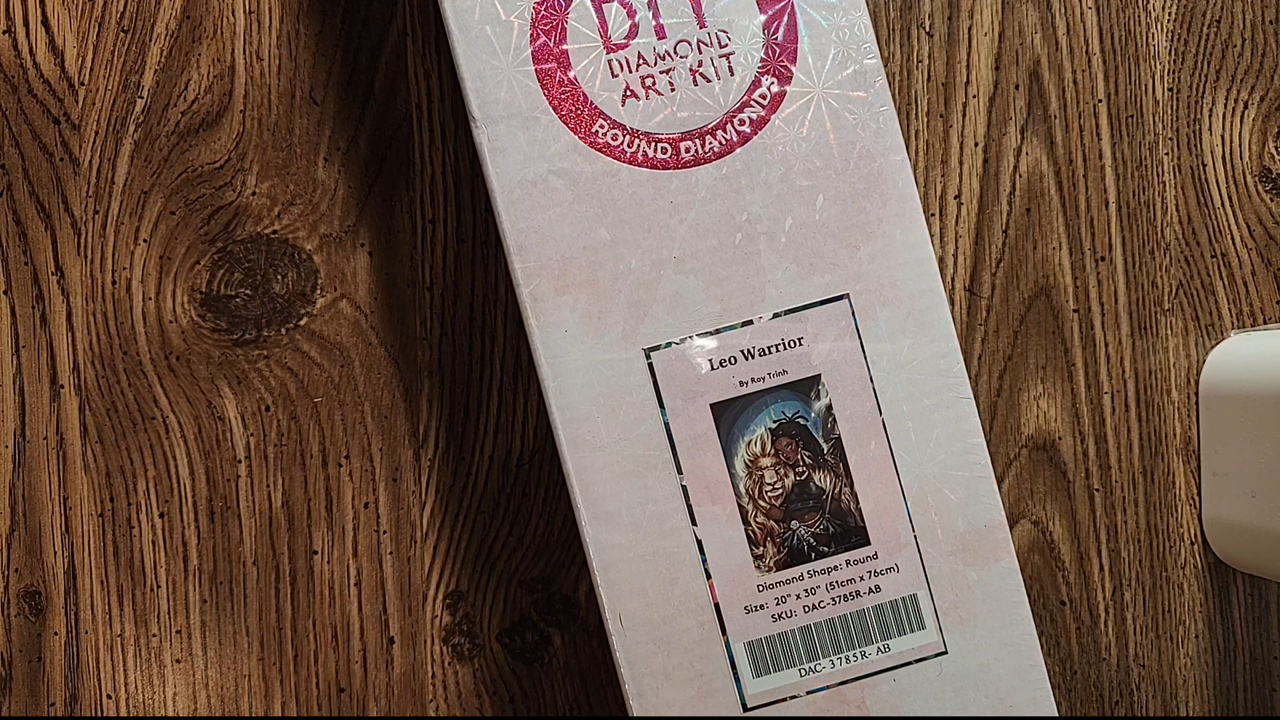 DIY
DIAMOND
ART KIT
ROUND DIAMONDS
Leo Warrior
By Ray Trinh
Diamond Shape: Round
Size: 20" x 30" (51cm x 76cm)
SKU: DAC-3785R-AB
DAC- 3785R- AB